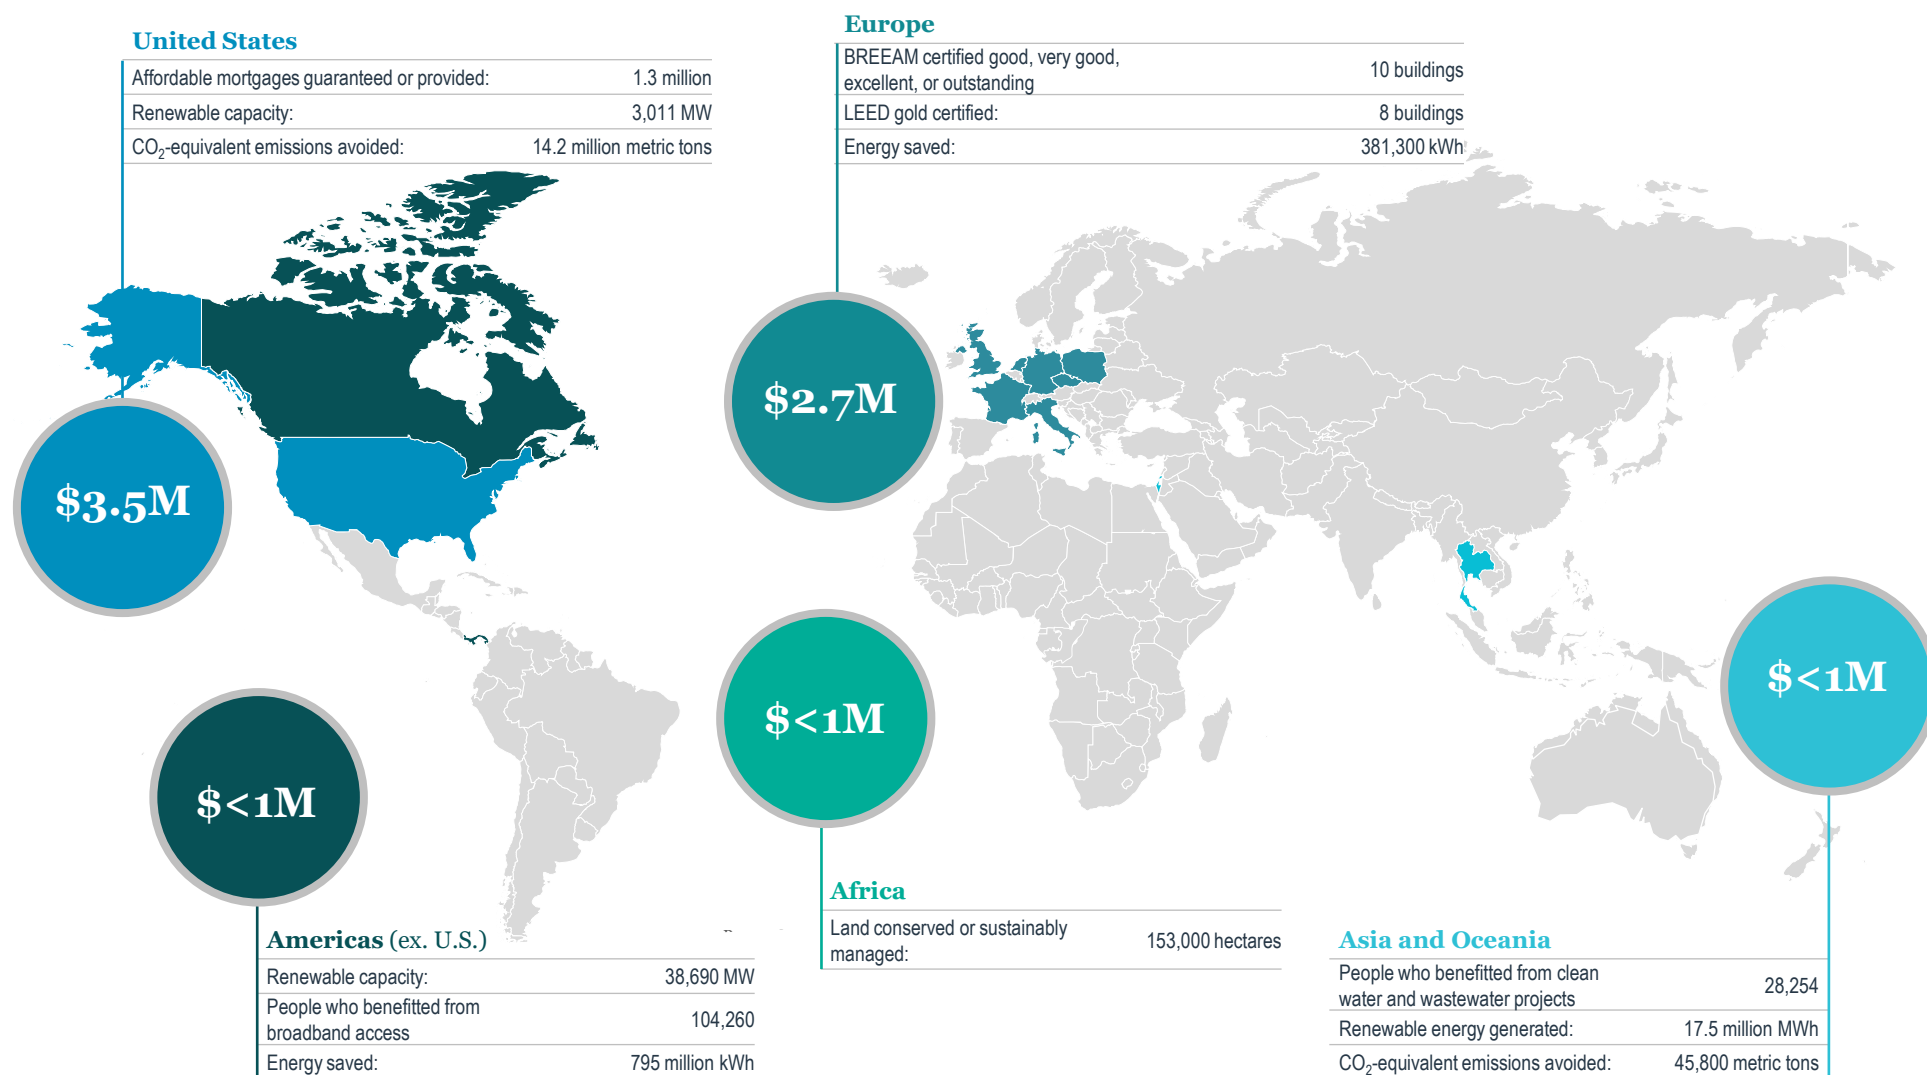 United States
Affordable mortgages guaranteed or provided: 1.3 million
Renewable capacity: 3,011 MW
CO₂-equivalent emissions avoided: 14.2 million metric tons
Europe
BREEAM certified good, very good,
excellent, or outstanding 10 buildings
LEED gold certified: 8 buildings
Energy saved: 381,300 kWh
$3.5M
$2.7M
$<1M
$<1M
$<1M
Africa
Land conserved or sustainably
managed: 153,000 hectares
Americas (ex. U.S.)
Renewable capacity: 38,690 MW
People who benefitted from
broadband access 104,260
Energy saved: 795 million kWh
Asia and Oceania
People who benefitted from clean
water and wastewater projects 28,254
Renewable energy generated: 17.5 million MWh
CO₂-equivalent emissions avoided: 45,800 metric tons